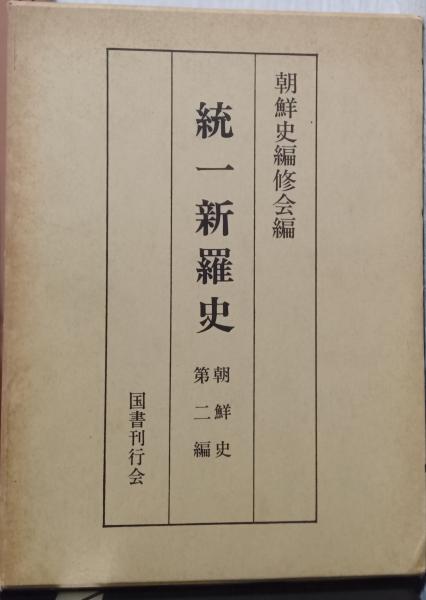 朝鮮史編修会編
統一新羅史
朝鮮史
第二編
国書刊行会